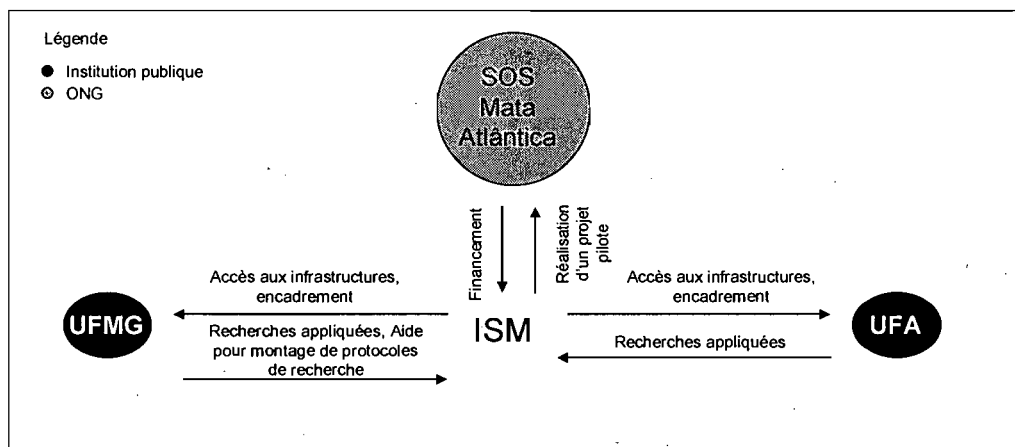 Légende
Institution publique
ONG
SOS
Mata
Atlântica
Financement
Réalisation
d'un projet
pilote
Accès aux infrastructures,
encadrement
Accès aux infrastructures,
encadrement
UFMG
ISM
UFA
Recherches appliquées, Aide
pour montage de protocoles
de recherche
Recherches appliquées